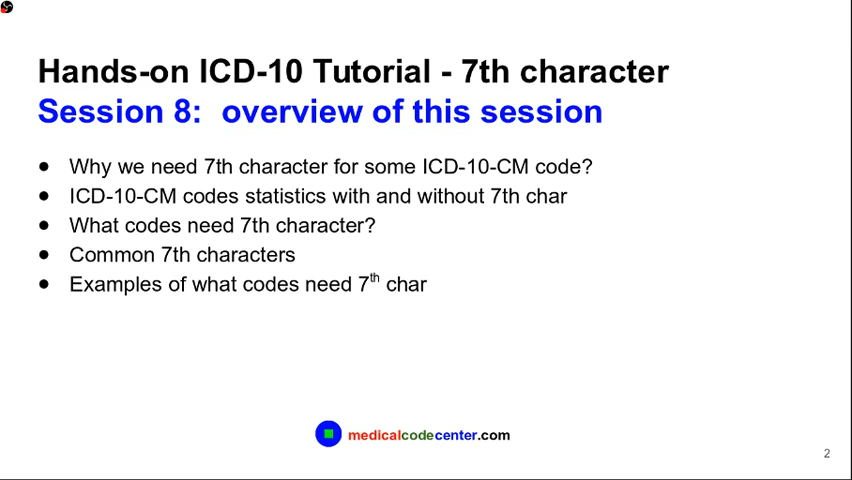 Hands-on ICD-10 Tutorial - 7th character
Session 8: overview of this session
● Why we need 7th character for some ICD-10-CM code?
● ICD-10-CM codes statistics with and without 7th char
● What codes need 7th character?
● Common 7th characters
● Examples of what codes need 7th char
medicalcodecenter.com
2